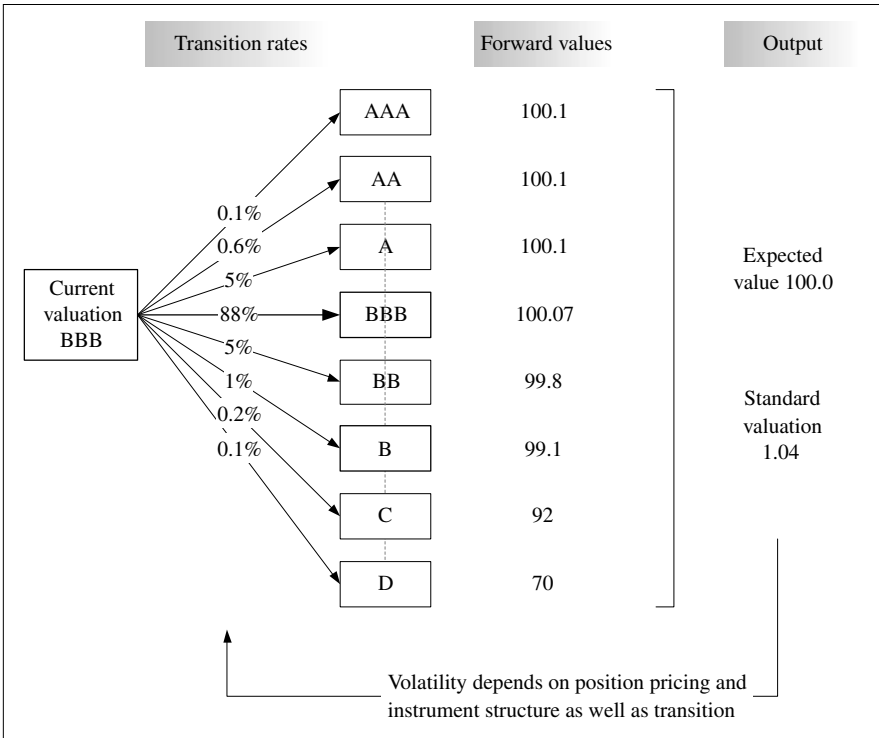 Transition rates
Forward values
Output
AAA
100.1
AA
100.1
0.1%
0.6%
A
100.1
5%
Current
valuation
BBB
88%
BBB
100.07
Expected
value 100.0
5%
BB
99.8
1%
0.2%
0.1%
B
99.1
Standard
valuation
1.04
C
92
D
70
Volatility depends on position pricing and
instrument structure as well as transition